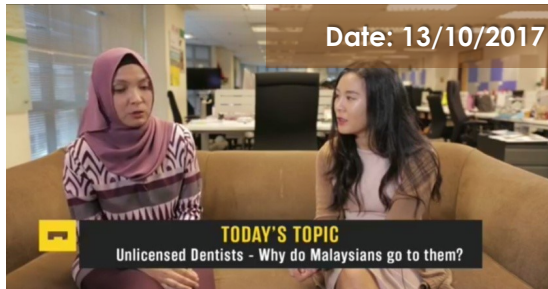 Date: 13/10/2017
TODAY'S TOPIC
Unlicensed Dentists - Why do Malaysians go to them?